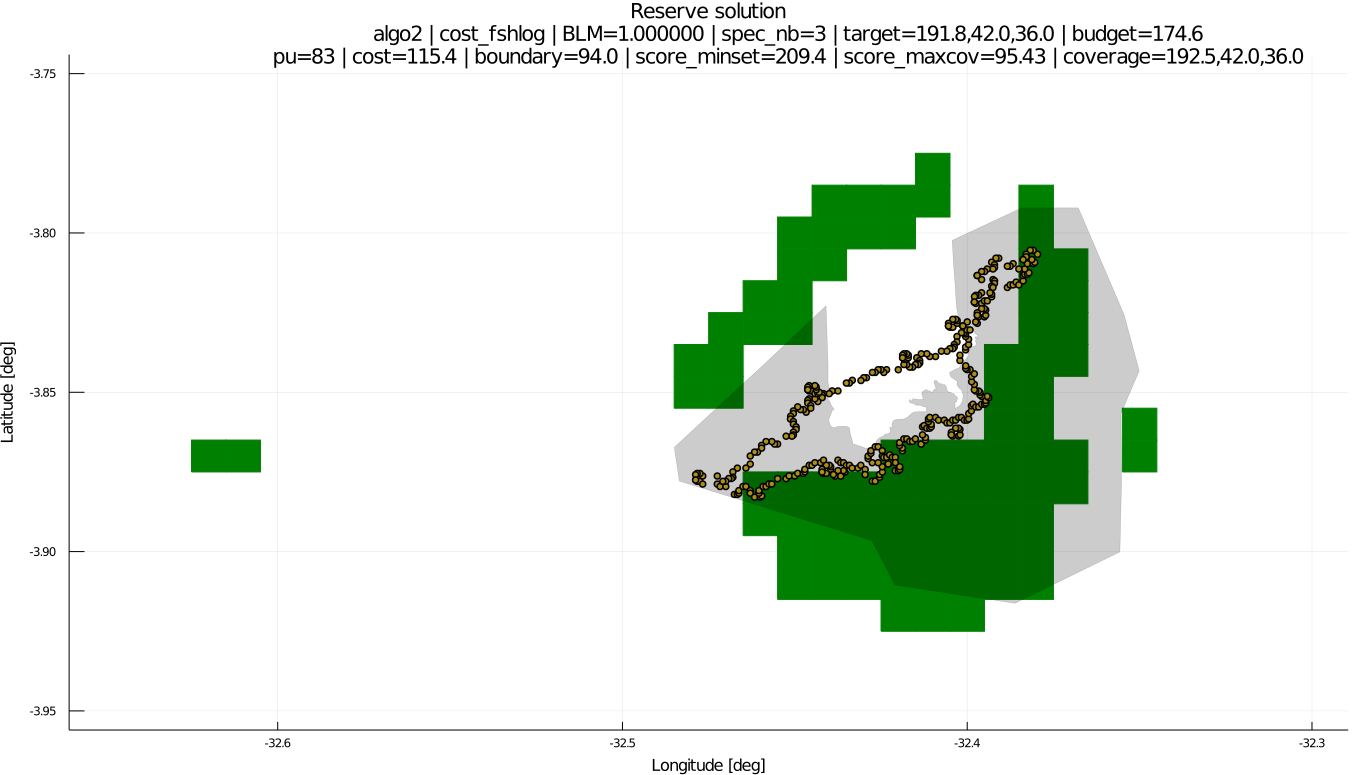 Reserve solution
algo2 | cost_fshlog | BLM=1.000000 | spec_nb=3 | target=191.8,42.0,36.0 | budget=174.6
pu=83 | cost=115.4 | boundary=94.0 | score_minset=209.4 | score_maxcov=95.43 | coverage=192.5,42.0,36.0
-3.75
-3.80
-3.85
-3.90
-3.95
Latitude [deg]
-32.6
-32.5
-32.4
-32.3
Longitude [deg]